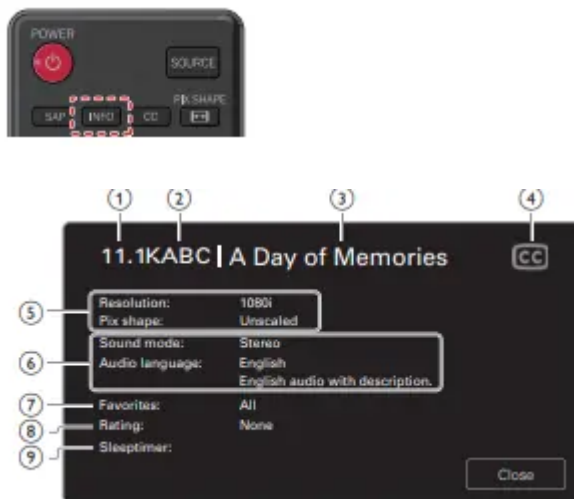 POWER
SOURCE
PIX SHAPE
SAP INFO CC
1 2 3 4
11.1KABC | A Day of Memories CC
5 Resolution: 1080i
Pix shape: Unscaled
6 Sound mode: Stereo
Audio language: English
English audio with description.
7 Favorites: All
8 Rating: None
9 Sleeptimer:
Close